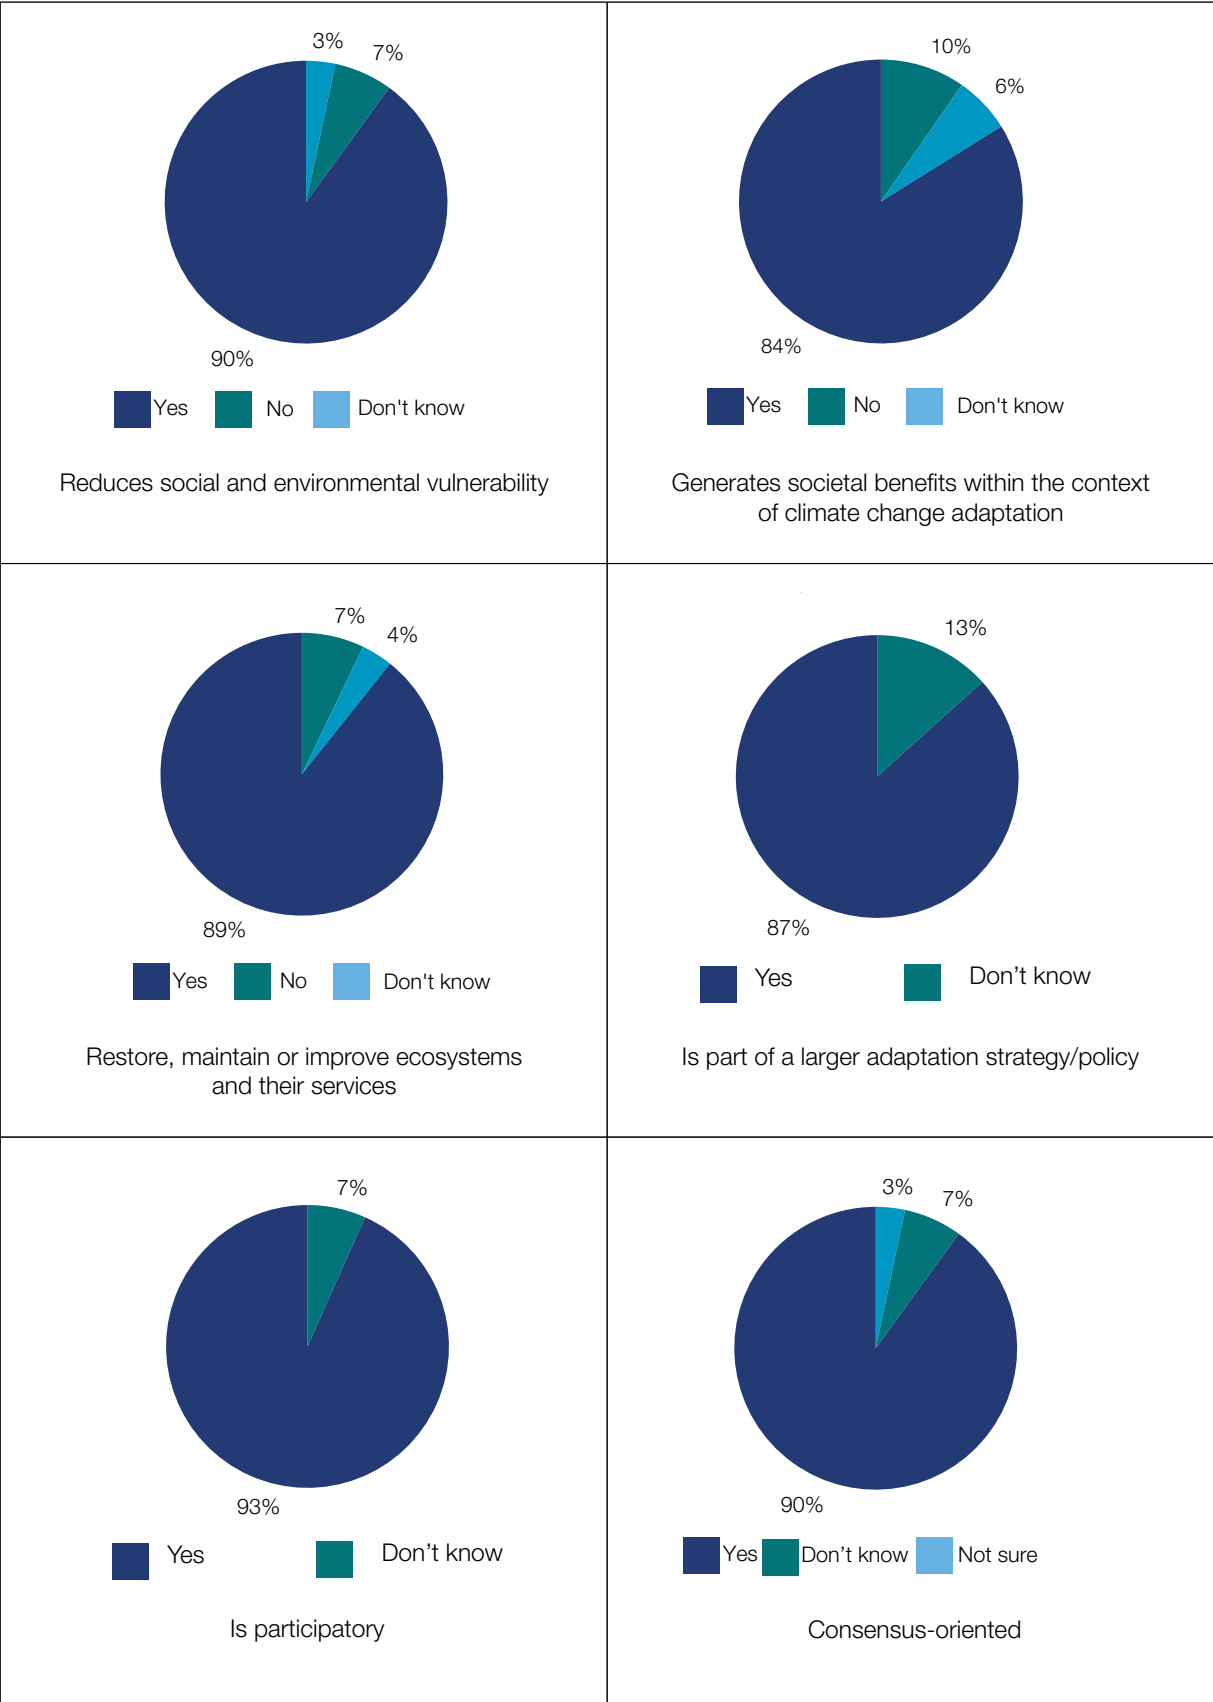 3%
7%
90%
Yes No Don't know
Reduces social and environmental vulnerability
10%
6%
84%
Yes No Don't know
Generates societal benefits within the context
of climate change adaptation
7%
4%
89%
Yes No Don't know
Restore, maintain or improve ecosystems
and their services
13%
87%
Yes Don’t know
Is part of a larger adaptation strategy/policy
7%
93%
Yes Don’t know
Is participatory
3%
7%
90%
Yes Don’t know Not sure
Consensus-oriented